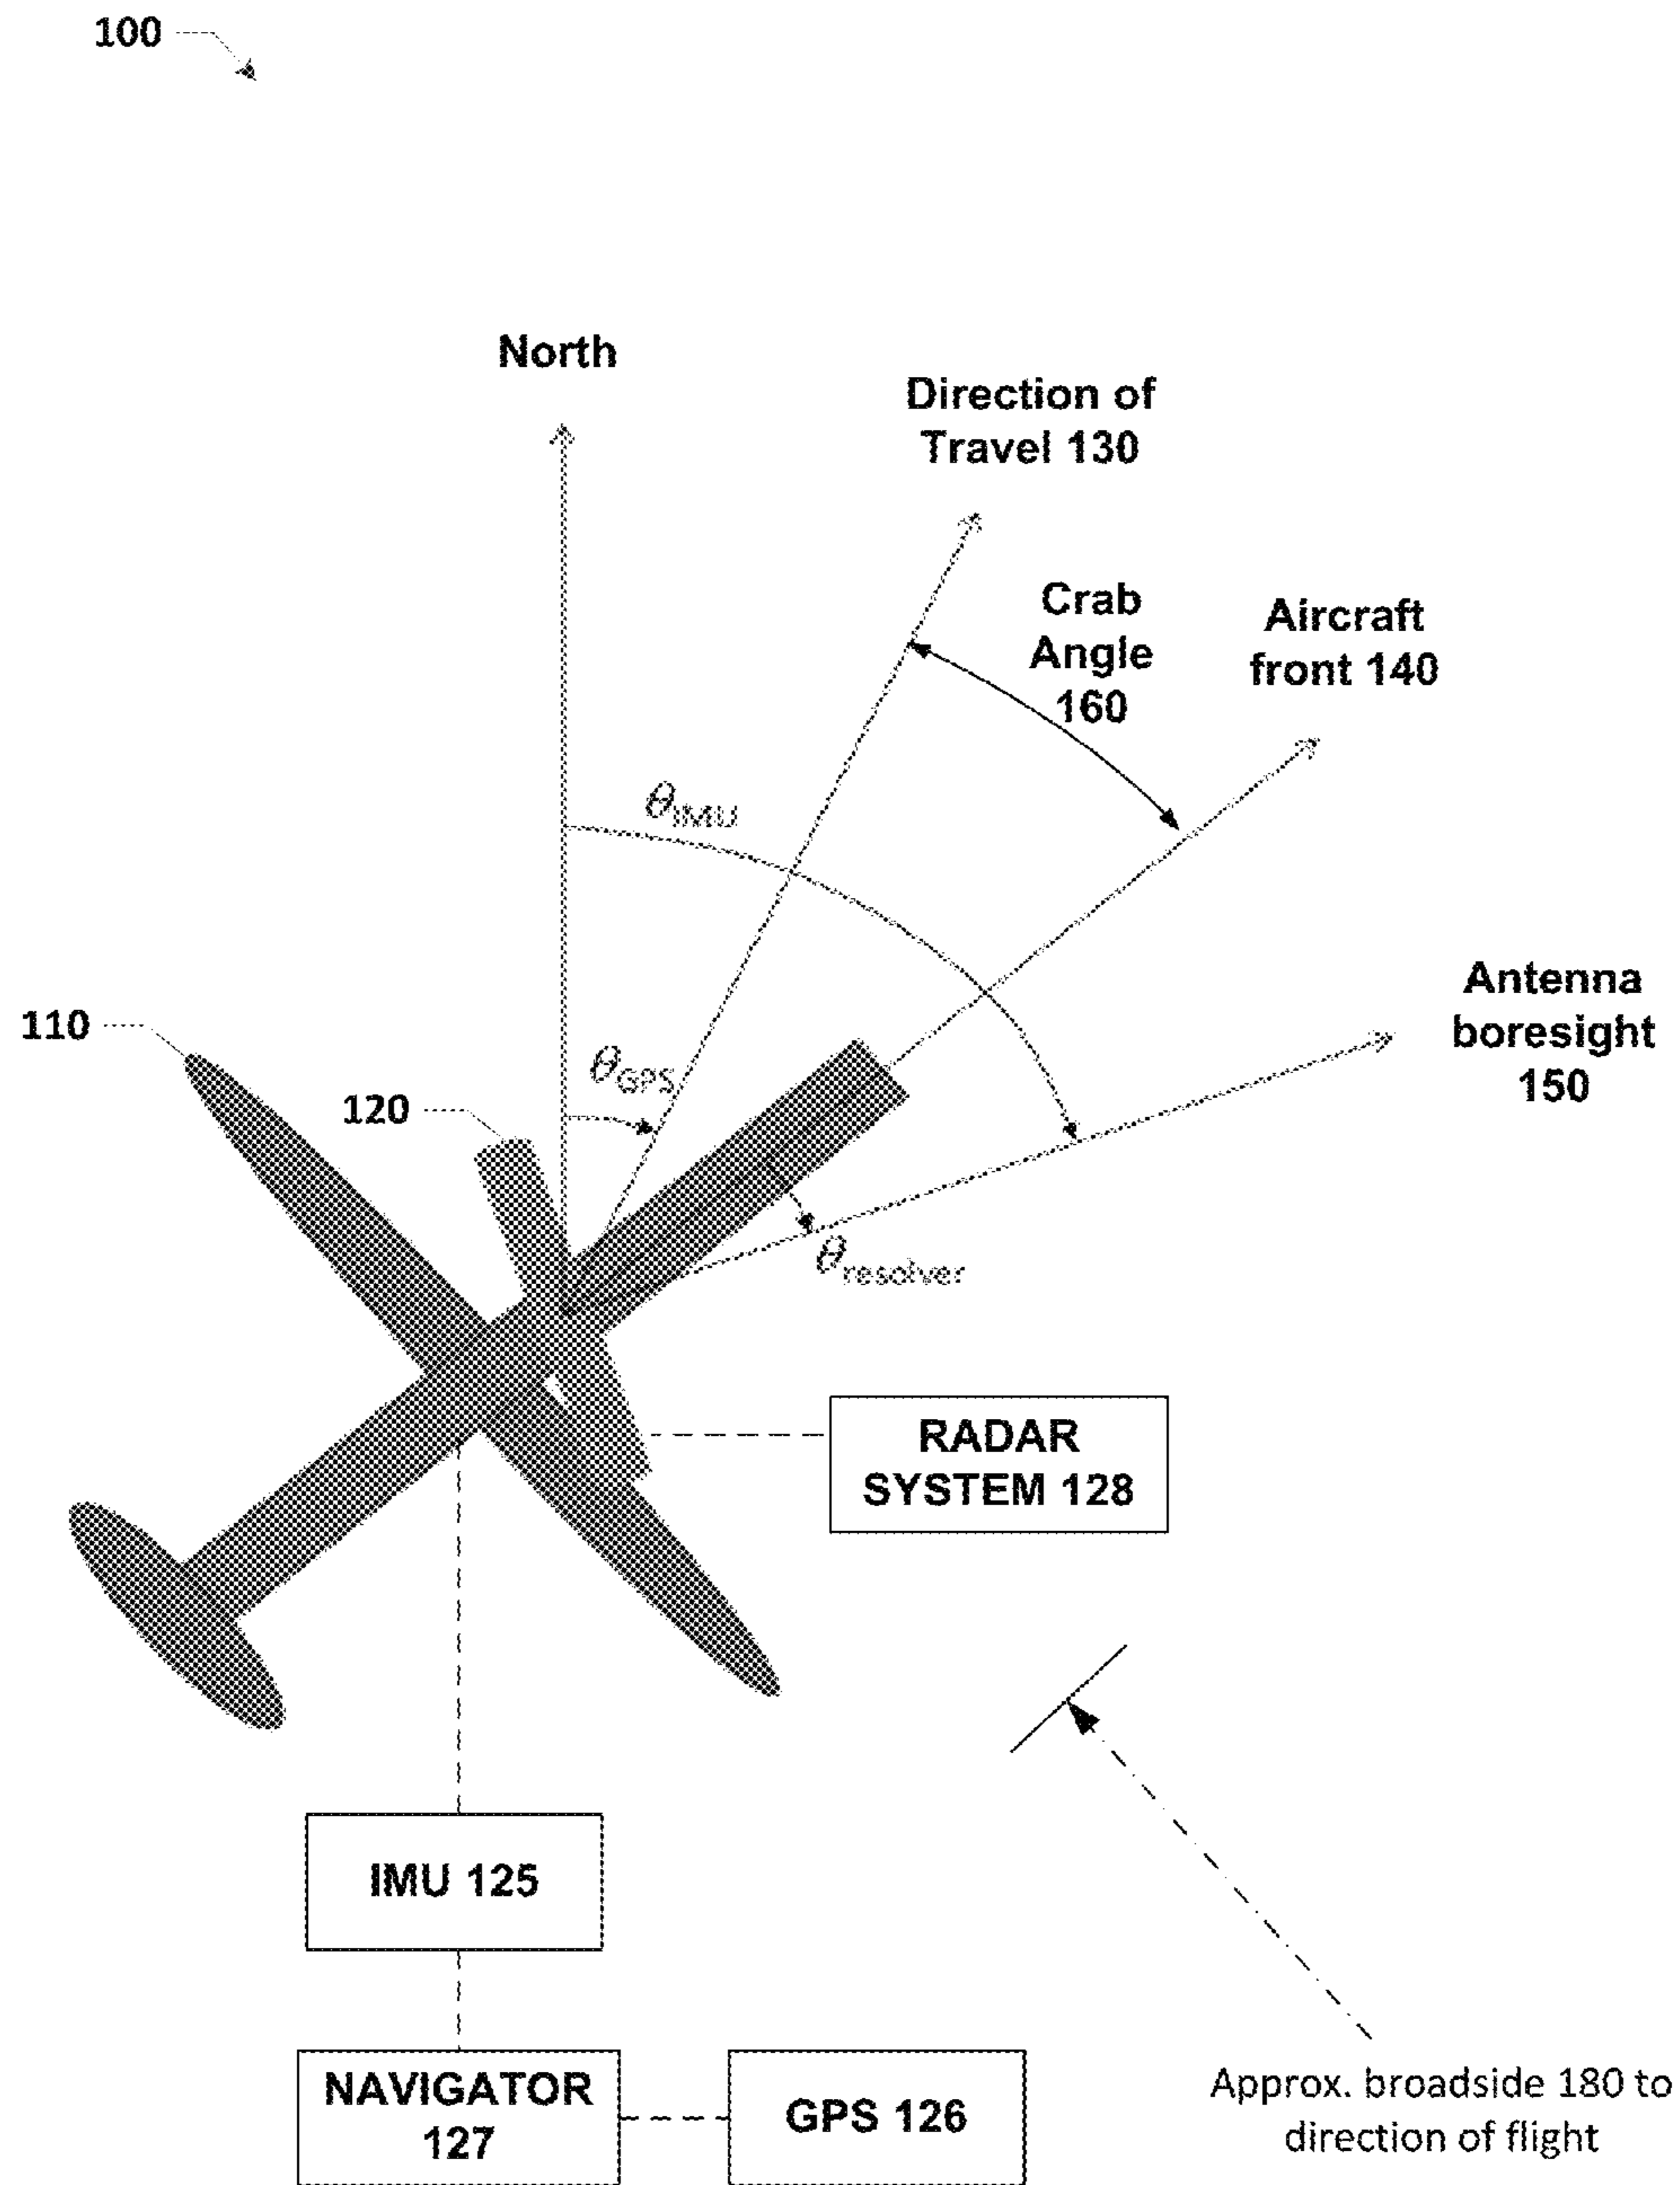 100
North
Direction of
Travel 130
Crab
Angle
160
Aircraft
front 140
θIMU
Antenna
boresight
150
110
θGPS
120
θresolver
RADAR
SYSTEM 128
IMU 125
NAVIGATOR
127
GPS 126
Approx. broadside 180 to
direction of flight